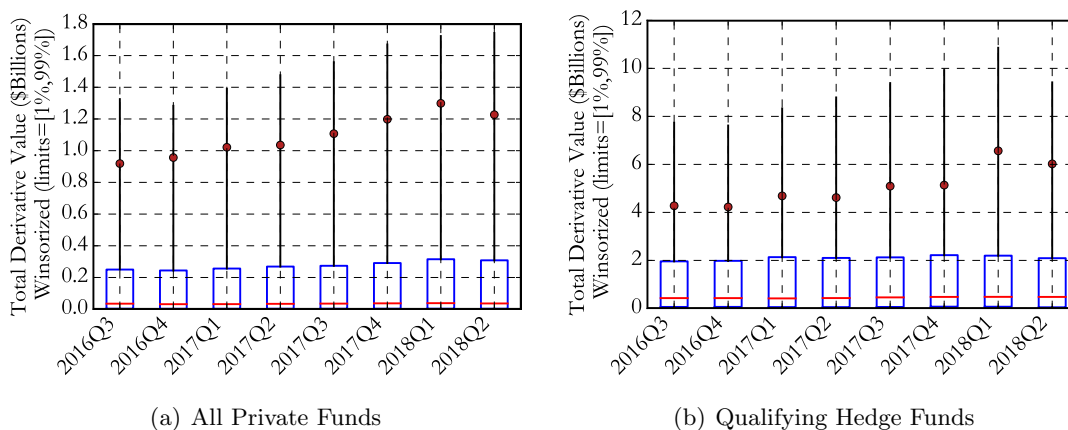 Total Derivative Value ($Billions)
Winsorized (limits=[1%,99%])
1.8
1.6
1.4
1.2
1.0
0.8
0.6
0.4
0.2
0.0
2016Q3
2016Q4
2017Q1
2017Q2
2017Q3
2017Q4
2018Q1
2018Q2
(a) All Private Funds
Total Derivative Value ($Billions)
Winsorized (limits=[1%,99%])
12
10
8
6
4
2
0
2016Q3
2016Q4
2017Q1
2017Q2
2017Q3
2017Q4
2018Q1
2018Q2
(b) Qualifying Hedge Funds